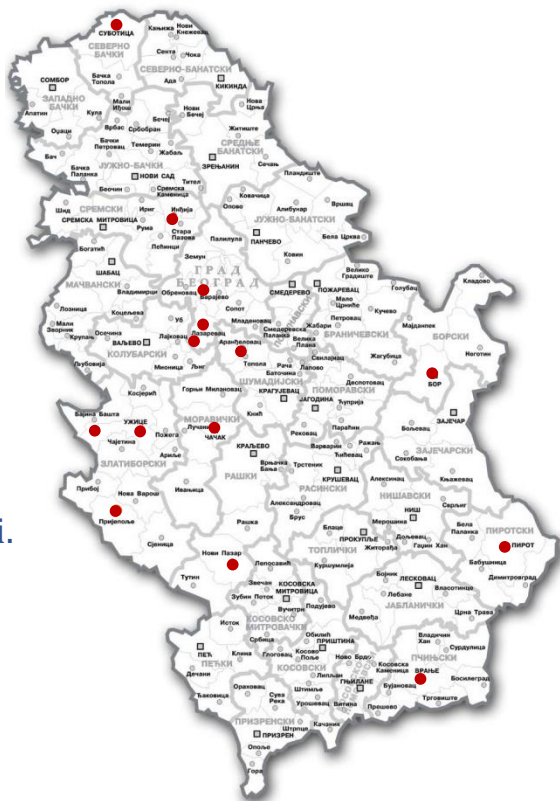 СУБОТИЦА
Кањижа
Нови Кнежевац
СЕВЕРНО БАЧКИ
Сента
Чока
СЕВЕРНО-БАНАТСКИ
Бачка Топола
Ада
КИКИНДА
СОМБОР
ЗАПАДНО БАЧКИ
Мали Иђош
Апатин
Кула
Бечеј
Нови Бечеј
Нова Црња
Врбас
Србобран
Оџаци
Житиште
Бачки Петровац
Темерин
СРЕДЊЕ БАНАТСКИ
Бач
Жабаљ
ЈУЖНО-БАЧКИ
ЗРЕЊАНИН
Сечањ
Бачка Паланка
НОВИ САД
Пландиште
Беочин
Сремска Каменица
Тител
Ковачица
Опово
Алибунар
Вршац
СРЕМСКИ
Шид
Ириг
Инђија
ЈУЖНО-БАНАТСКИ
СРЕМСКА МИТРОВИЦА
Рума
Стара Пазова
Палилула
ПАНЧЕВО
Бела Црква
Пећинци
Ковин
Богатић
Земун
ГРАД БЕОГРАД
Велико Градиште
ШАБАЦ
МАЧВАНСКИ
Голубац
Кладово
СМЕДЕРЕВО
ПОЖАРЕВАЦ
Обреновац
Барајево
Владимирци
Мало Црниће
Кучево
Лозница
Коцељева
Сопот
Мајданпек
Уб
Младеновац
Петровац
Мали Зворник
Осечина
Лазаревац
Смедеревска Паланка
Жабари
БРАНИЧЕВСКИ
БОРСКИ
Крупањ
ВАЉЕВО
Лајковац
Аранђеловац
Велика Плана
КОЛУБАРСКИ
Топола
Рача
Свилајнац
Жагубица
Неготин
Љубовија
Мионица
Љиг
Баточина
Лапово
ШУМАДИЈСКИ
БОР
Косјерић
Горњи Милановац
КРАГУЈЕВАЦ
ПОМОРАВСКИ
Деспотовац
ЈАГОДИНА
Ћуприја
Бајина Башта
УЖИЦЕ
МОРАВИЧКИ
Кнић
ЗАЈЕЧАР
Пожега
Лучани
ЧАЧАК
Параћин
Бољевац
Чајетина
Рековац
ЗАЈЕЧАРСКИ
ЗЛАТИБОРСКИ
Ариље
КРАЉЕВО
Варварин
Ражањ
Врњачка Бања
Ћићевац
Сокобања
Трстеник
Прибој
Нова Варош
Ивањица
РАШКИ
КРУШЕВАЦ
Алексинац
Књажевац
РАСИНСКИ
НИШАВСКИ
Пријепоље
Александровац
Сврљиг
Брус
НИШ
Рашка
Блаце
Мерошина
Бела Паланка
ПИРОТСКИ
Сјеница
ПРОКУПЉЕ
Дољевац
ПИРОТ
Нови Пазар
ТОПЛИЧКИ
Житорађа
Гаџин Хан
Бабушница
Лепосавић
Куршумлија
Тутин
Звечан
КОСОВСКА МИТРОВИЦА
Бојник
ЛЕСКОВАЦ
Димитровград
Зубин Поток
Лебане
Власотинце
Вучитрн
Подујево
ЈАБЛАНИЧКИ
Исток
КОСОВСКО МИТРОВАЧКИ
Медвеђа
Црна Трава
Србица
Обилић
ПРИШТИНА
Владичин Хан
ПЕЋ
Клина
Глоговац
Косово Поље
Ново Брдо
Косовска Каменица
ПЧИЊСКИ
Сурдулица
ПЕЋКИ
КОСОВСКИ
Липљан
ВРАЊЕ
Дечани
ГЊИЛАНЕ
Босилеград
Ораховац
Штимље
Бујановац
Ђаковица
Сува Река
Урошевац
Витина
Прешево
Трговиште
Штрпце
Качаник
ПРИЗРЕНСКИ
ПРИЗРЕН
Опоље
Гора
i.